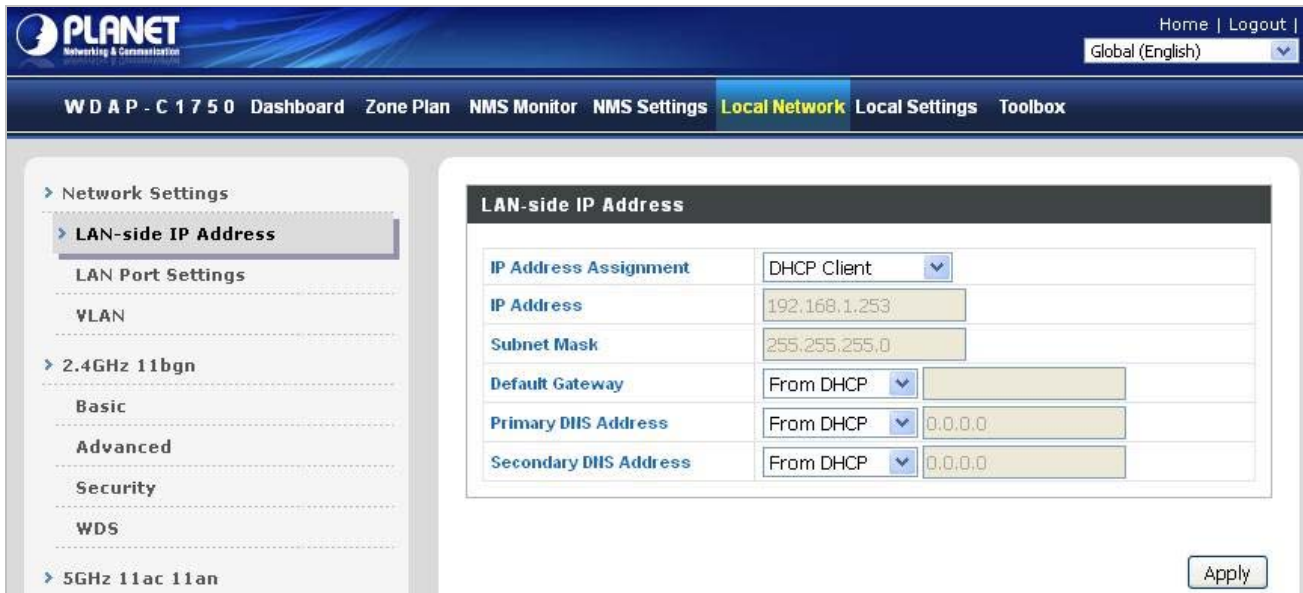 PLANET
Networking & Communication
Home | Logout |
Global (English)
WDAP-C1750 Dashboard Zone Plan NMS Monitor NMS Settings Local Network Local Settings Toolbox
Network Settings
LAN-side IP Address
LAN Port Settings
VLAN
2.4GHz 11bgn
Basic
Advanced
Security
WDS
5GHz 11ac 11an
LAN-side IP Address
IP Address Assignment DHCP Client
IP Address 192.168.1.253
Subnet Mask 255.255.255.0
Default Gateway From DHCP
Primary DNS Address From DHCP 0.0.0.0
Secondary DNS Address From DHCP 0.0.0.0
Apply